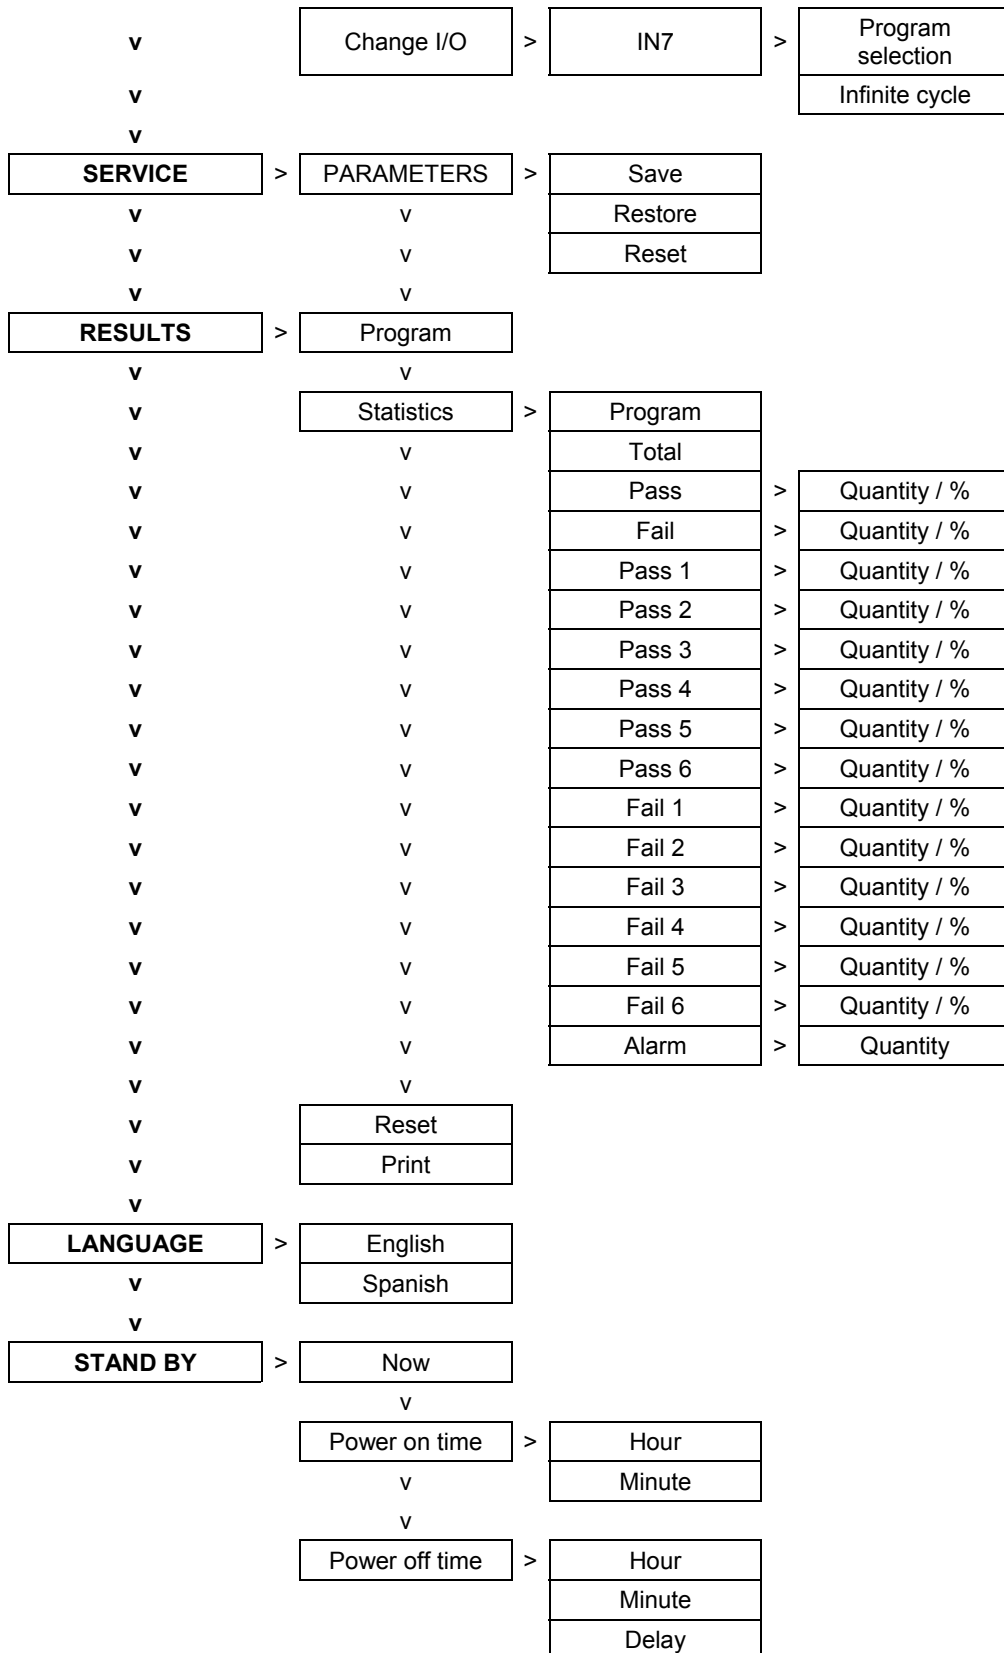 v Change I/O > IN7 > Program selection
v Infinite cycle
v
SERVICE > PARAMETERS > Save
v v Restore
v v Reset
v v
RESULTS > Program
v v
v Statistics > Program
v v Total
v v Pass > Quantity / %
v v Fail > Quantity / %
v v Pass 1 > Quantity / %
v v Pass 2 > Quantity / %
v v Pass 3 > Quantity / %
v v Pass 4 > Quantity / %
v v Pass 5 > Quantity / %
v v Pass 6 > Quantity / %
v v Fail 1 > Quantity / %
v v Fail 2 > Quantity / %
v v Fail 3 > Quantity / %
v v Fail 4 > Quantity / %
v v Fail 5 > Quantity / %
v v Fail 6 > Quantity / %
v v Alarm > Quantity
v v
v Reset
v Print
v
LANGUAGE > English
v Spanish
v
STAND BY > Now
v
Power on time > Hour
v Minute
v
Power off time > Hour
Minute
Delay